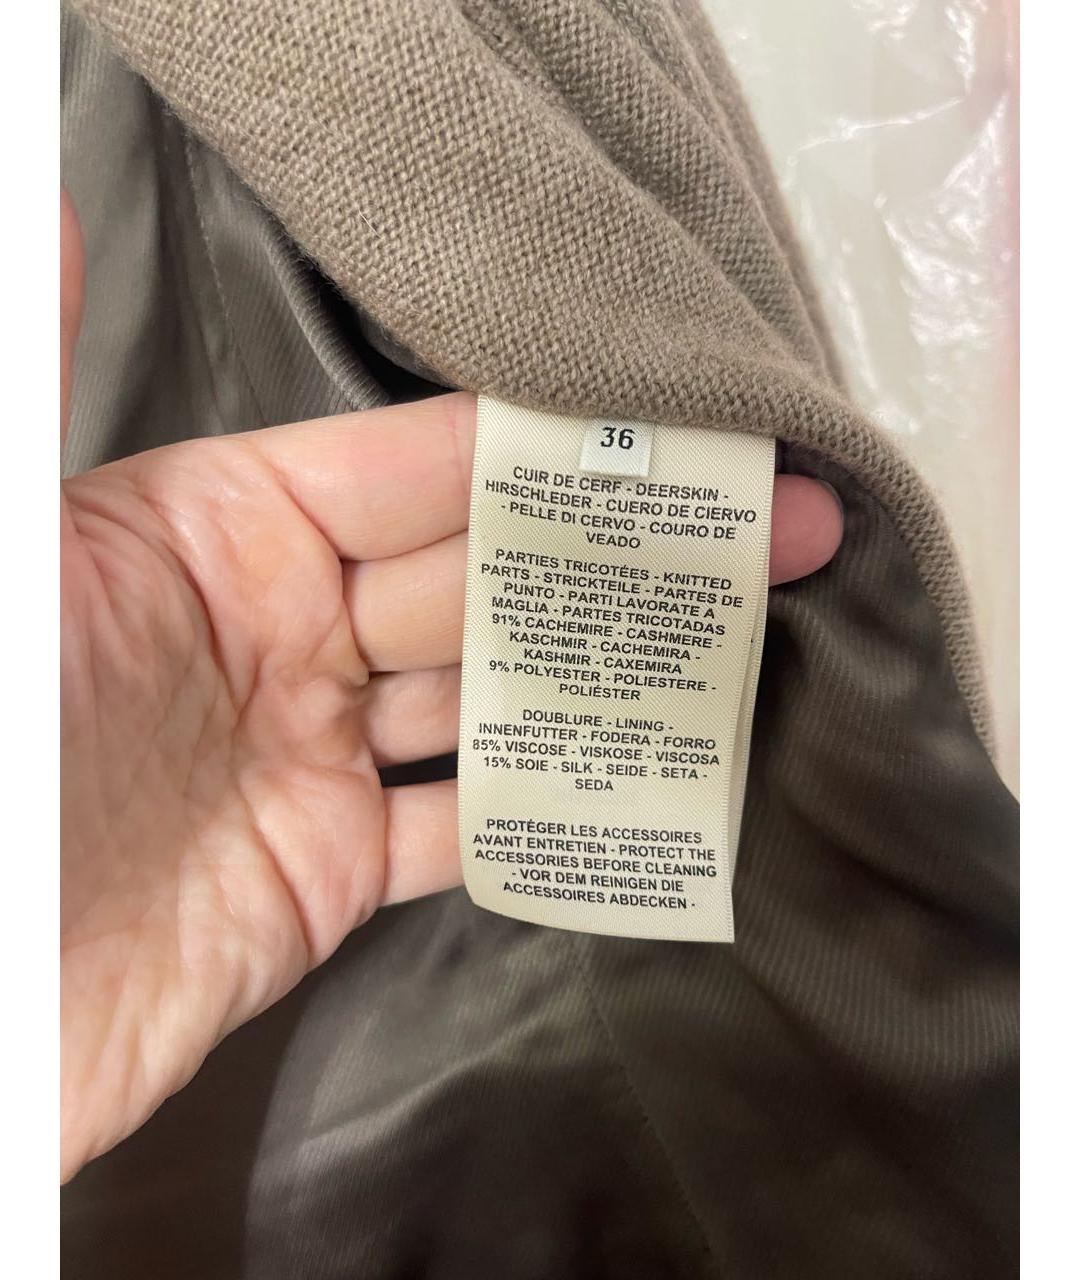 36
CUIR DE CERF - DEERSKIN -
HIRSCHLEDER - CUERO DE CIERVO
- PELLE DI CERVO - COURO DE
VEADO
PARTIES TRICOTÉES - KNITTED
PARTS - STRICKTEILE - PARTES DE
PUNTO - PARTI LAVORATE A
MAGLIA - PARTES TRICOTADAS
91% CACHEMIRE - CASHMERE -
KASCHMIR - CACHEMIRA -
KASHMIR - CAXEMIRA
9% POLYESTER - POLIESTERE -
POLIÉSTER
DOUBLURE - LINING -
INNENFUTTER - FODERA - FORRO
85% VISCOSE - VISKOSE - VISCOSA
15% SOIE - SILK - SEIDE - SETA -
SEDA
PROTÉGER LES ACCESSOIRES
AVANT ENTRETIEN - PROTECT THE
ACCESSORIES BEFORE CLEANING
- VOR DEM REINIGEN DIE
ACCESSOIRES ABDECKEN -